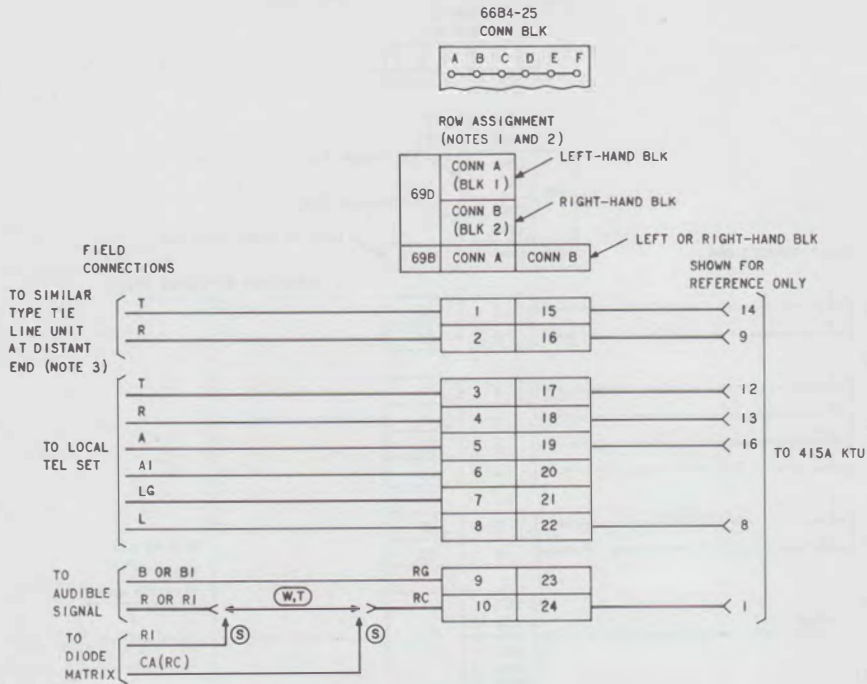 66B4-25
CONN BLK
A B C D E F
ROW ASSIGNMENT
(NOTES 1 AND 2)
69D
CONN A
(BLK 1)
LEFT-HAND BLK
CONN B
(BLK 2)
RIGHT-HAND BLK
69B CONN A CONN B
LEFT OR RIGHT-HAND BLK
FIELD
CONNECTIONS
SHOWN FOR
REFERENCE ONLY
TO SIMILAR
TYPE TIE
LINE UNIT
AT DISTANT
END (NOTE 3)
T 1 15 14
R 2 16 9
TO LOCAL
TEL SET
T 3 17 12
R 4 18 13
A 5 19 16
A1 6 20
LG 7 21
L 8 22 8
TO 415A KTU
TO
AUDIBLE
SIGNAL
B OR B1 RG 9 23
R OR R1 W,T RC 10 24 1
S S
TO
DIODE
MATRIX
R1
CA(RC)